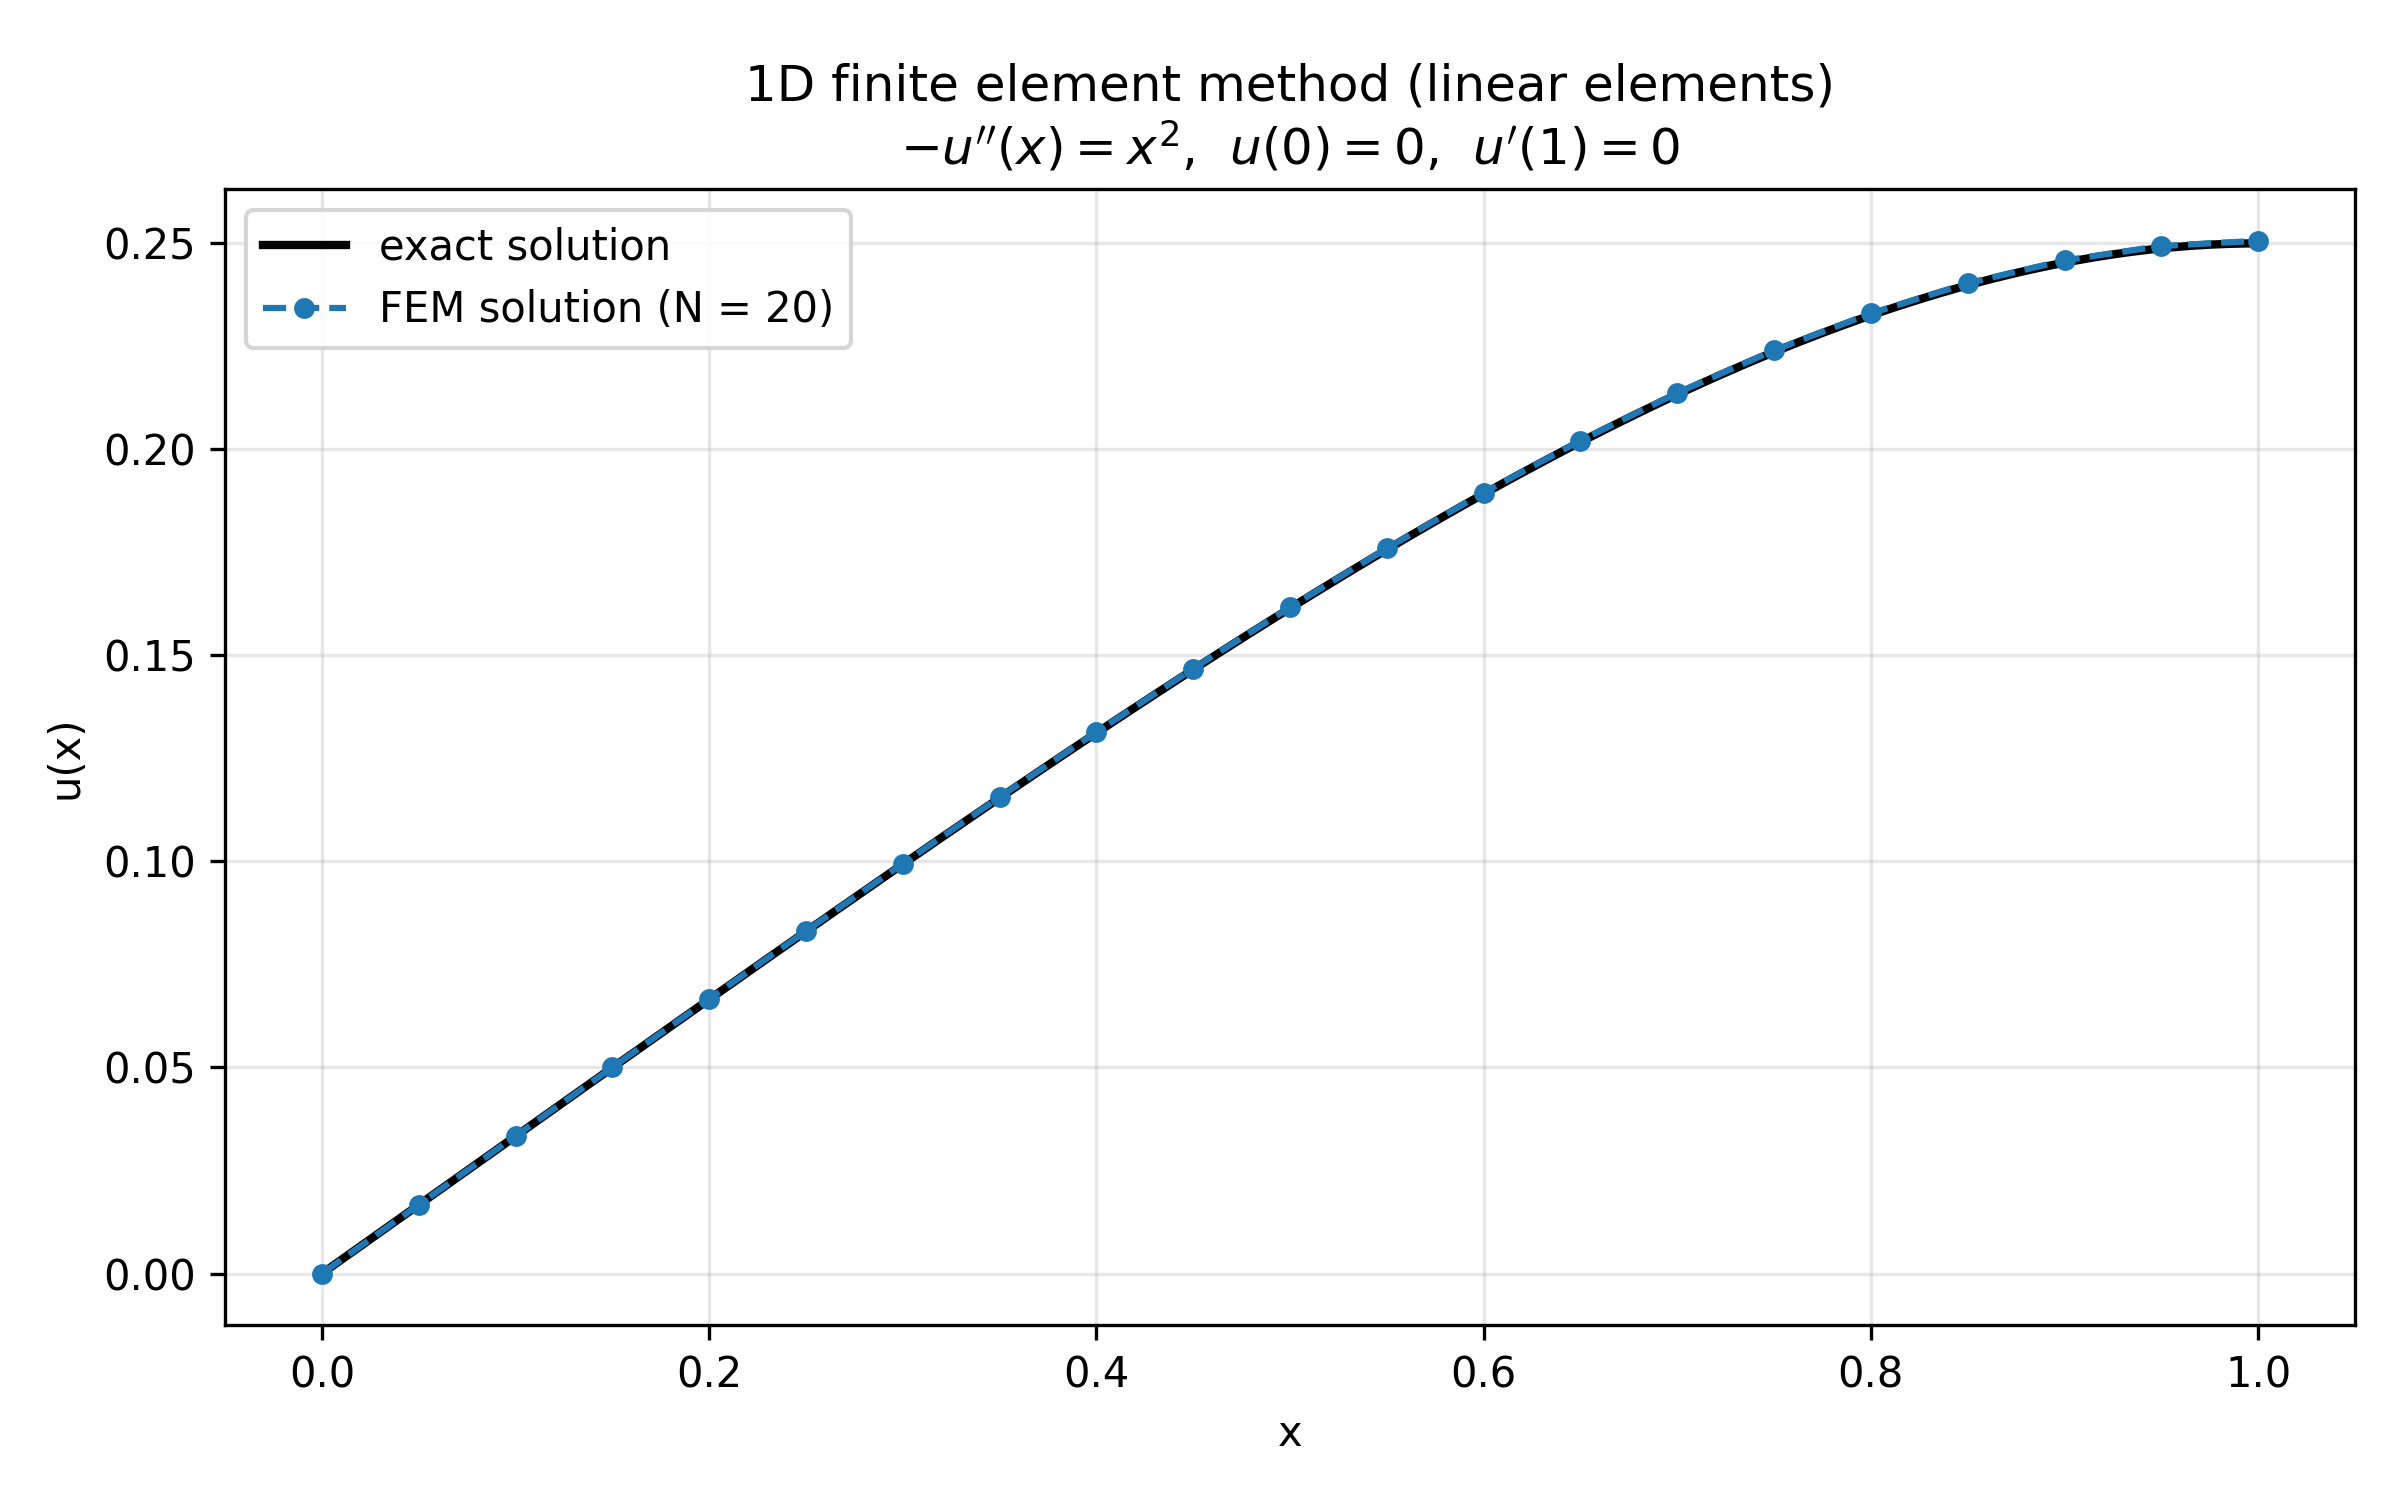 1D finite element method (linear elements)
−u′′(x) = x², u(0) = 0, u′(1) = 0
exact solution
FEM solution (N = 20)
0.25
0.20
0.15
0.10
0.05
0.00
u(x)
0.0 0.2 0.4 0.6 0.8 1.0
x